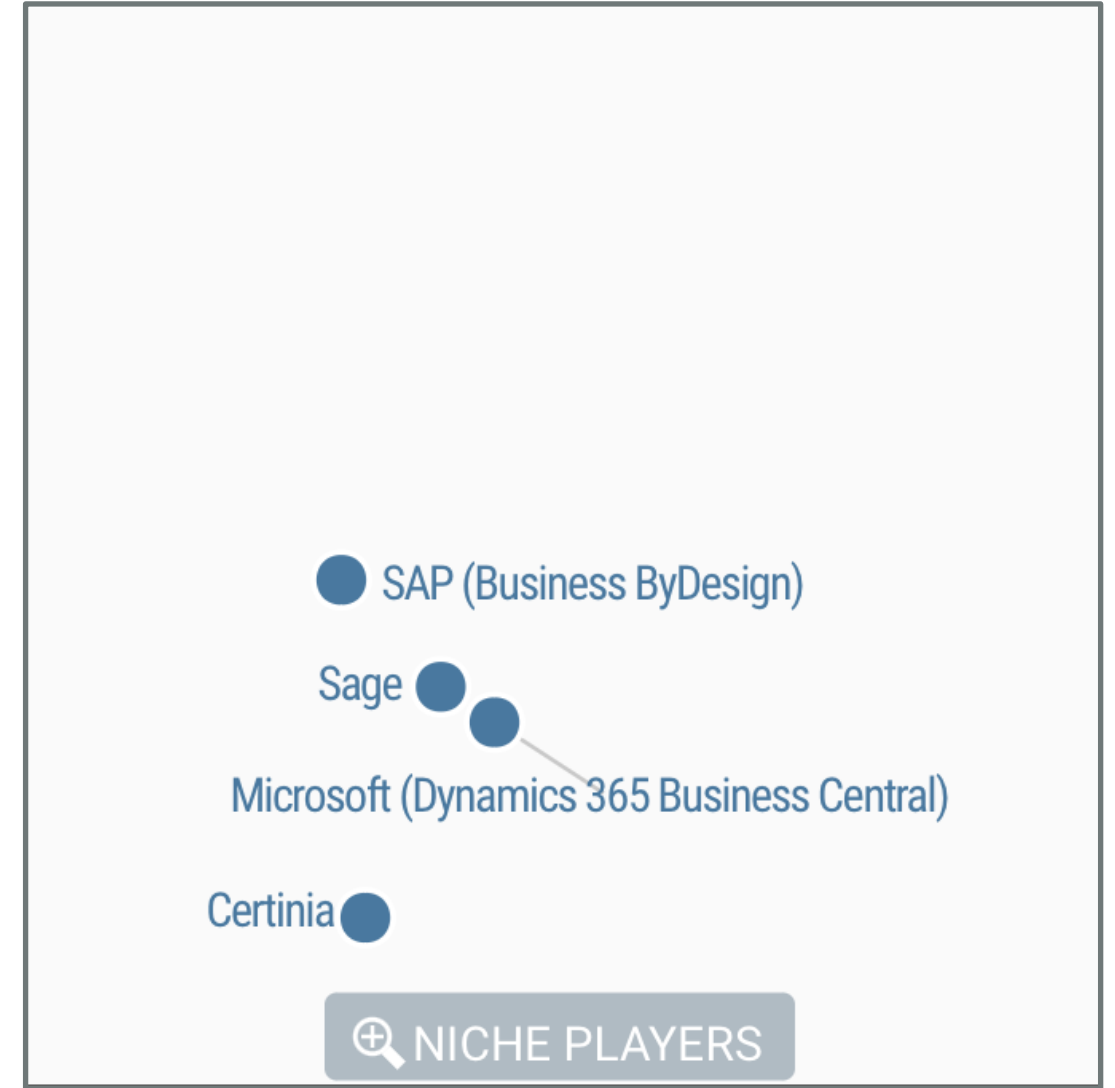 SAP (Business ByDesign)
Sage
Microsoft (Dynamics 365 Business Central)
Certinia
NICHE PLAYERS